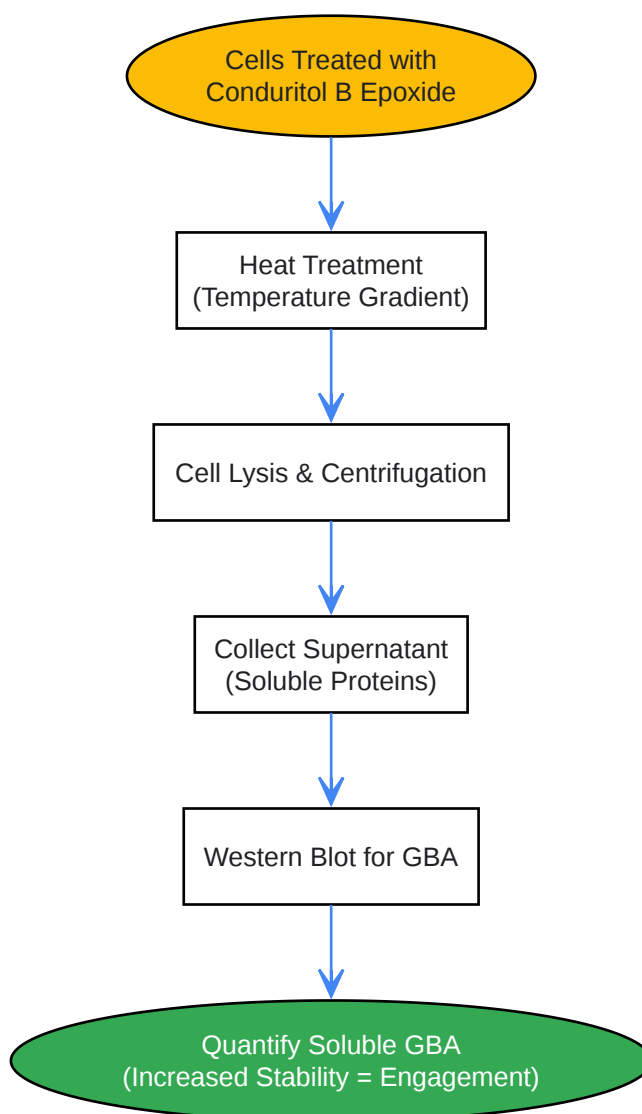 Cells Treated with
Conduritol B Epoxide
Heat Treatment
(Temperature Gradient)
Cell Lysis & Centrifugation
Collect Supernatant
(Soluble Proteins)
Western Blot for GBA
Quantify Soluble GBA
(Increased Stability = Engagement)